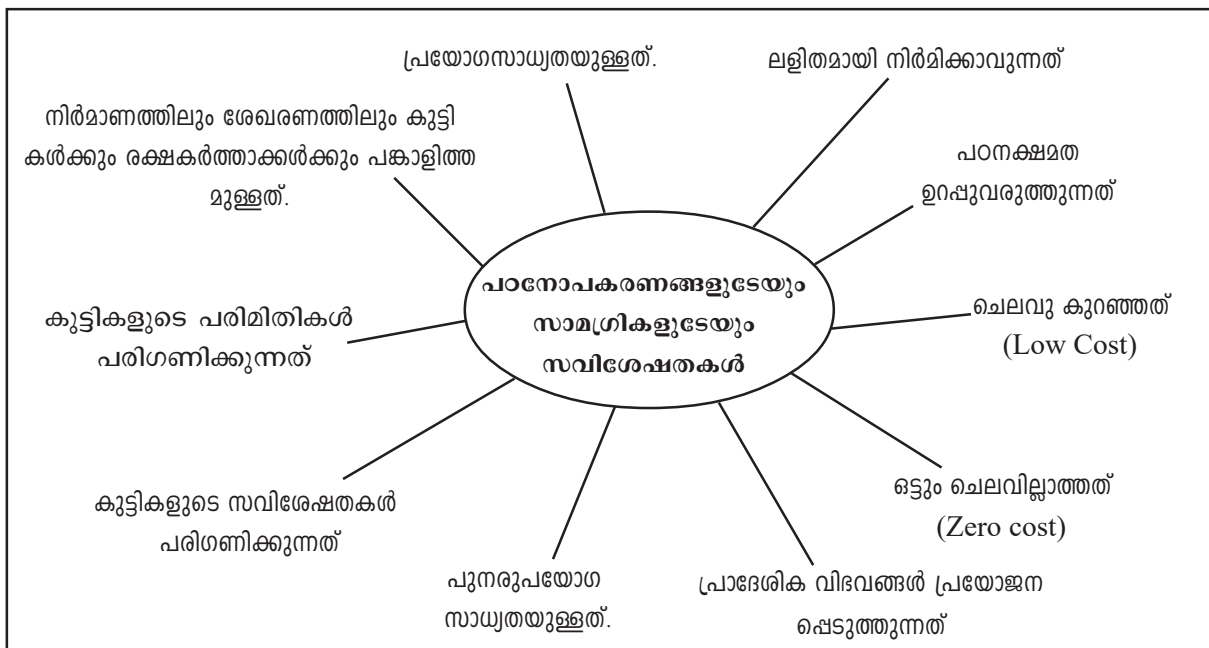 പ്രയോഗസാധ്യതയുള്ളത്.
ലളിതമായി നിർമിക്കാവുന്നത്
നിർമാണത്തിലും ശേഖരണത്തിലും കുട്ടി
കൾക്കും രക്ഷകർത്താക്കൾക്കും പങ്കാളിത്ത
മുള്ളത്.
പഠനക്ഷമത
ഉറപ്പുവരുത്തുന്നത്
പഠനോപകരണങ്ങളുടേയും
സാമഗ്രികളുടേയും
സവിശേഷതകൾ
കുട്ടികളുടെ പരിമിതികൾ
പരിഗണിക്കുന്നത്
ചെലവു കുറഞ്ഞത്
(Low Cost)
കുട്ടികളുടെ സവിശേഷതകൾ
പരിഗണിക്കുന്നത്
ഒട്ടും ചെലവില്ലാത്തത്
(Zero cost)
പുനരുപയോഗ
സാധ്യതയുള്ളത്.
പ്രാദേശിക വിഭവങ്ങൾ പ്രയോജന
പ്പെടുത്തുന്നത്